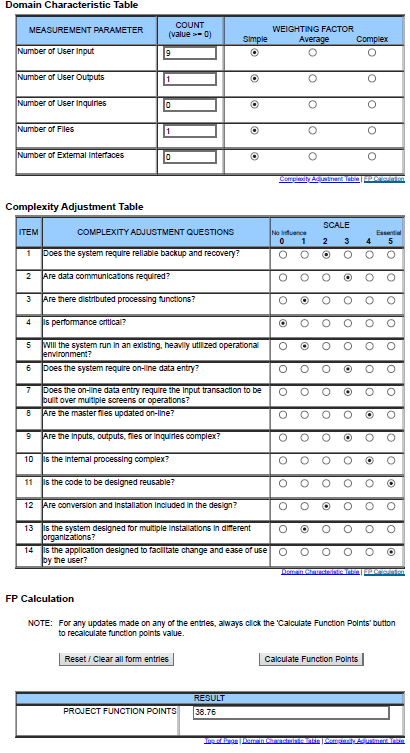 Domain Characteristic Table
MEASUREMENT PARAMETER
COUNT
(value >= 0)
WEIGHTING FACTOR
Simple Average Complex
Number of User Input 9
Number of User Outputs 1
Number of User Inquiries 0
Number of Files 1
Number of External Interfaces 0
Complexity Adjustment Table | FP Calculation
Complexity Adjustment Table
ITEM
COMPLEXITY ADJUSTMENT QUESTIONS
SCALE
No Influence Essential
0 1 2 3 4 5
1 Does the system require reliable backup and recovery?
2 Are data communications required?
3 Are there distributed processing functions?
4 Is performance critical?
5 Will the system run in an existing, heavily utilized operational
environment?
6 Does the system require on-line data entry?
7 Does the on-line data entry require the input transaction to be
built over multiple screens or operations?
8 Are the master files updated on-line?
9 Are the inputs, outputs, files or inquiries complex?
10 Is the internal processing complex?
11 Is the code to be designed reusable?
12 Are conversion and installation included in the design?
13 Is the system designed for multiple installations in different
organizations?
14 Is the application designed to facilitate change and ease of use
by the user?
Domain Characteristic Table | FP Calculation
FP Calculation
NOTE: For any updates made on any of the entries, always click the 'Calculate Function Points' button
to recalculate function points value.
Reset / Clear all form entries Calculate Function Points
RESULT
PROJECT FUNCTION POINTS 38.76
Top of Page | Domain Characteristic Table | Complexity Adjustment Table